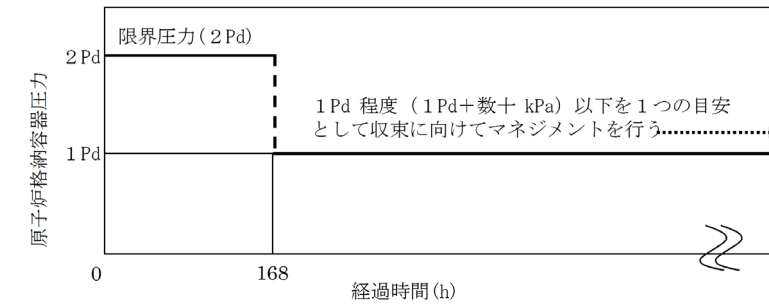 限界圧力(2Pd)
2Pd
1Pd 程度 (1Pd+数十 kPa) 以下を1つの目安
として収束に向けてマネジメントを行う
1Pd
原子炉格納容器圧力
0
168
経過時間(h)